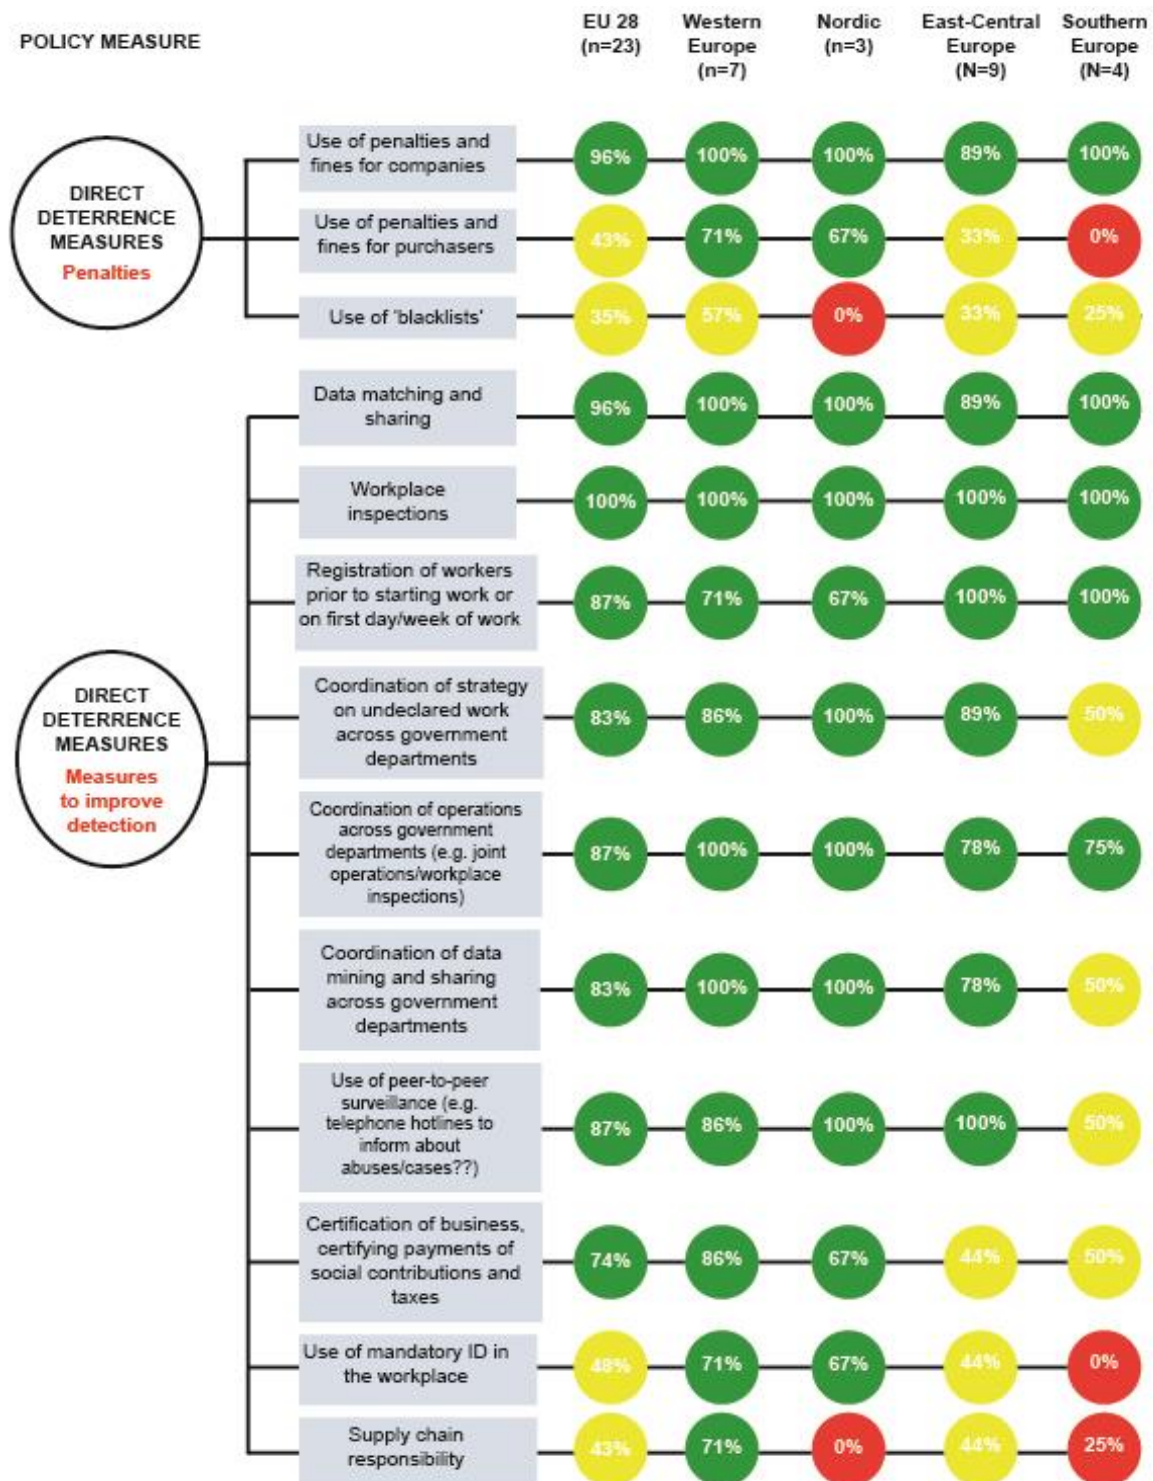 POLICY MEASURE
EU 28
(n=23)
Western
Europe
(n=7)
Nordic
(n=3)
East-Central
Europe
(N=9)
Southern
Europe
(N=4)
DIRECT
DETERRENCE
MEASURES
Penalties
Use of penalties and
fines for companies
96% 100% 100% 89% 100%
Use of penalties and
fines for purchasers
43% 71% 67% 33% 0%
Use of 'blacklists'
35% 57% 0% 33% 25%
DIRECT
DETERRENCE
MEASURES
Measures
to improve
detection
Data matching and
sharing
96% 100% 100% 89% 100%
Workplace
inspections
100% 100% 100% 100% 100%
Registration of workers
prior to starting work or
on first day/week of work
87% 71% 67% 100% 100%
Coordination of strategy
on undeclared work
across government
departments
83% 86% 100% 89% 50%
Coordination of operations
across government
departments (e.g. joint
operations/workplace
inspections)
87% 100% 100% 78% 75%
Coordination of data
mining and sharing
across government
departments
83% 100% 100% 78% 50%
Use of peer-to-peer
surveillance (e.g.
telephone hotlines to
inform about
abuses/cases??)
87% 86% 100% 100% 50%
Certification of business,
certifying payments of
social contributions and
taxes
74% 86% 67% 44% 50%
Use of mandatory ID in
the workplace
48% 71% 67% 44% 0%
Supply chain
responsibility
43% 71% 0% 44% 25%